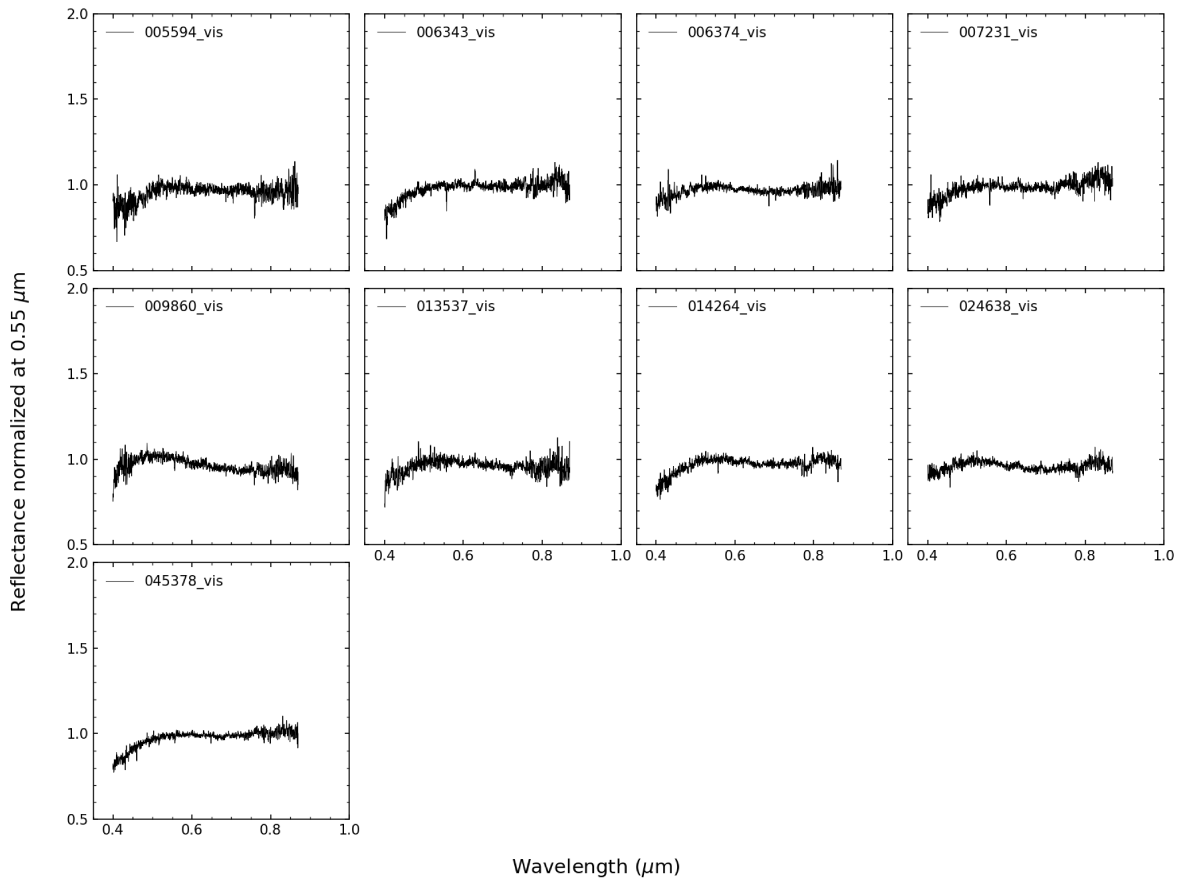 2.0
1.5
1.0
0.5
005594_vis
006343_vis
006374_vis
007231_vis
2.0
1.5
1.0
0.5
009860_vis
013537_vis
014264_vis
024638_vis
0.4 0.6 0.8 1.0
0.4 0.6 0.8 1.0
0.4 0.6 0.8 1.0
2.0
1.5
1.0
0.5
045378_vis
0.4 0.6 0.8 1.0
Reflectance normalized at 0.55 μm
Wavelength (μm)